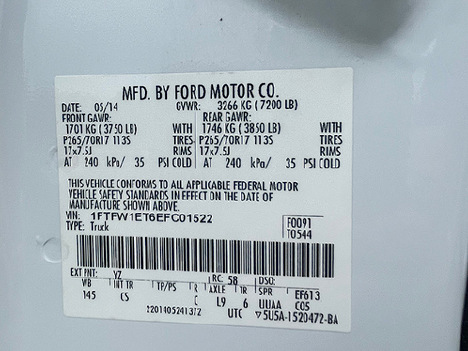 MFD. BY FORD MOTOR CO.
DATE: 05/14 GVWR: 3266 KG (7200 LB)
FRONT GAWR: REAR GAWR:
1701 KG (3750 LB) WITH 1746 KG (3850 LB) WITH
P265/70R17 113S TIRES P265/70R17 113S TIRES
17x7.5J RIMS 17x7.5J RIMS
AT 240 kPa/ 35 PSI COLD AT 240 kPa/ 35 PSI COLD
THIS VEHICLE CONFORMS TO ALL APPLICABLE FEDERAL MOTOR
VEHICLE SAFETY STANDARDS IN EFFECT ON THE DATE OF
MANUFACTURE SHOWN ABOVE.
VIN: 1FTFW1ET6EFC01522 F0091
TYPE: Truck T0544
EXT PNT: YZ RC: 58 DSO:
WB INT TR TP/PS R AXLE TR SPR EF613
145 CS C L9 6 UUAA C05
UTC ▽5U5A-1520472-BA